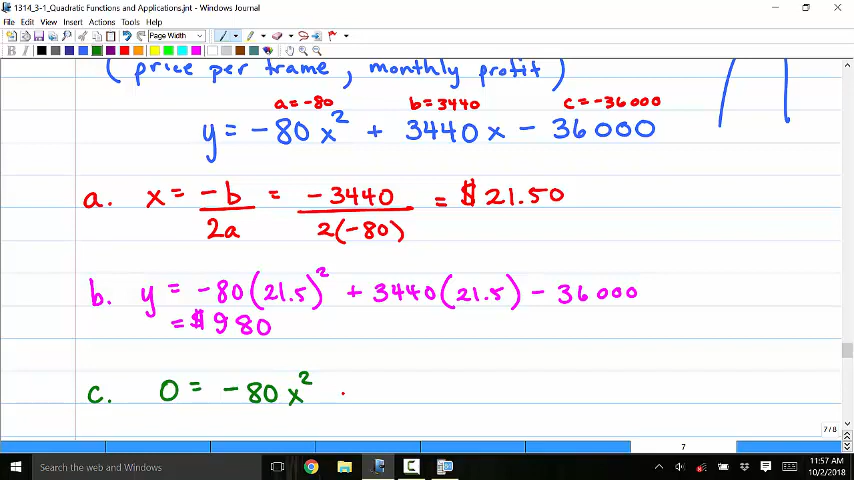 1314_3-1_Quadratic Functions and Applications.jnt - Windows Journal
File Edit View Insert Actions Tools Help
Page Width
B I
( price per frame , monthly profit )
a = -80 b = 3440 c = -36000
y = -80x² + 3440x - 36000
a. x = -b/2a = -3440/2(-80) = $21.50
b. y = -80(21.5)² + 3440(21.5) - 36000
= $980
c. 0 = -80x²
7/8
7
Search the web and Windows
11:57 AM
10/2/2018